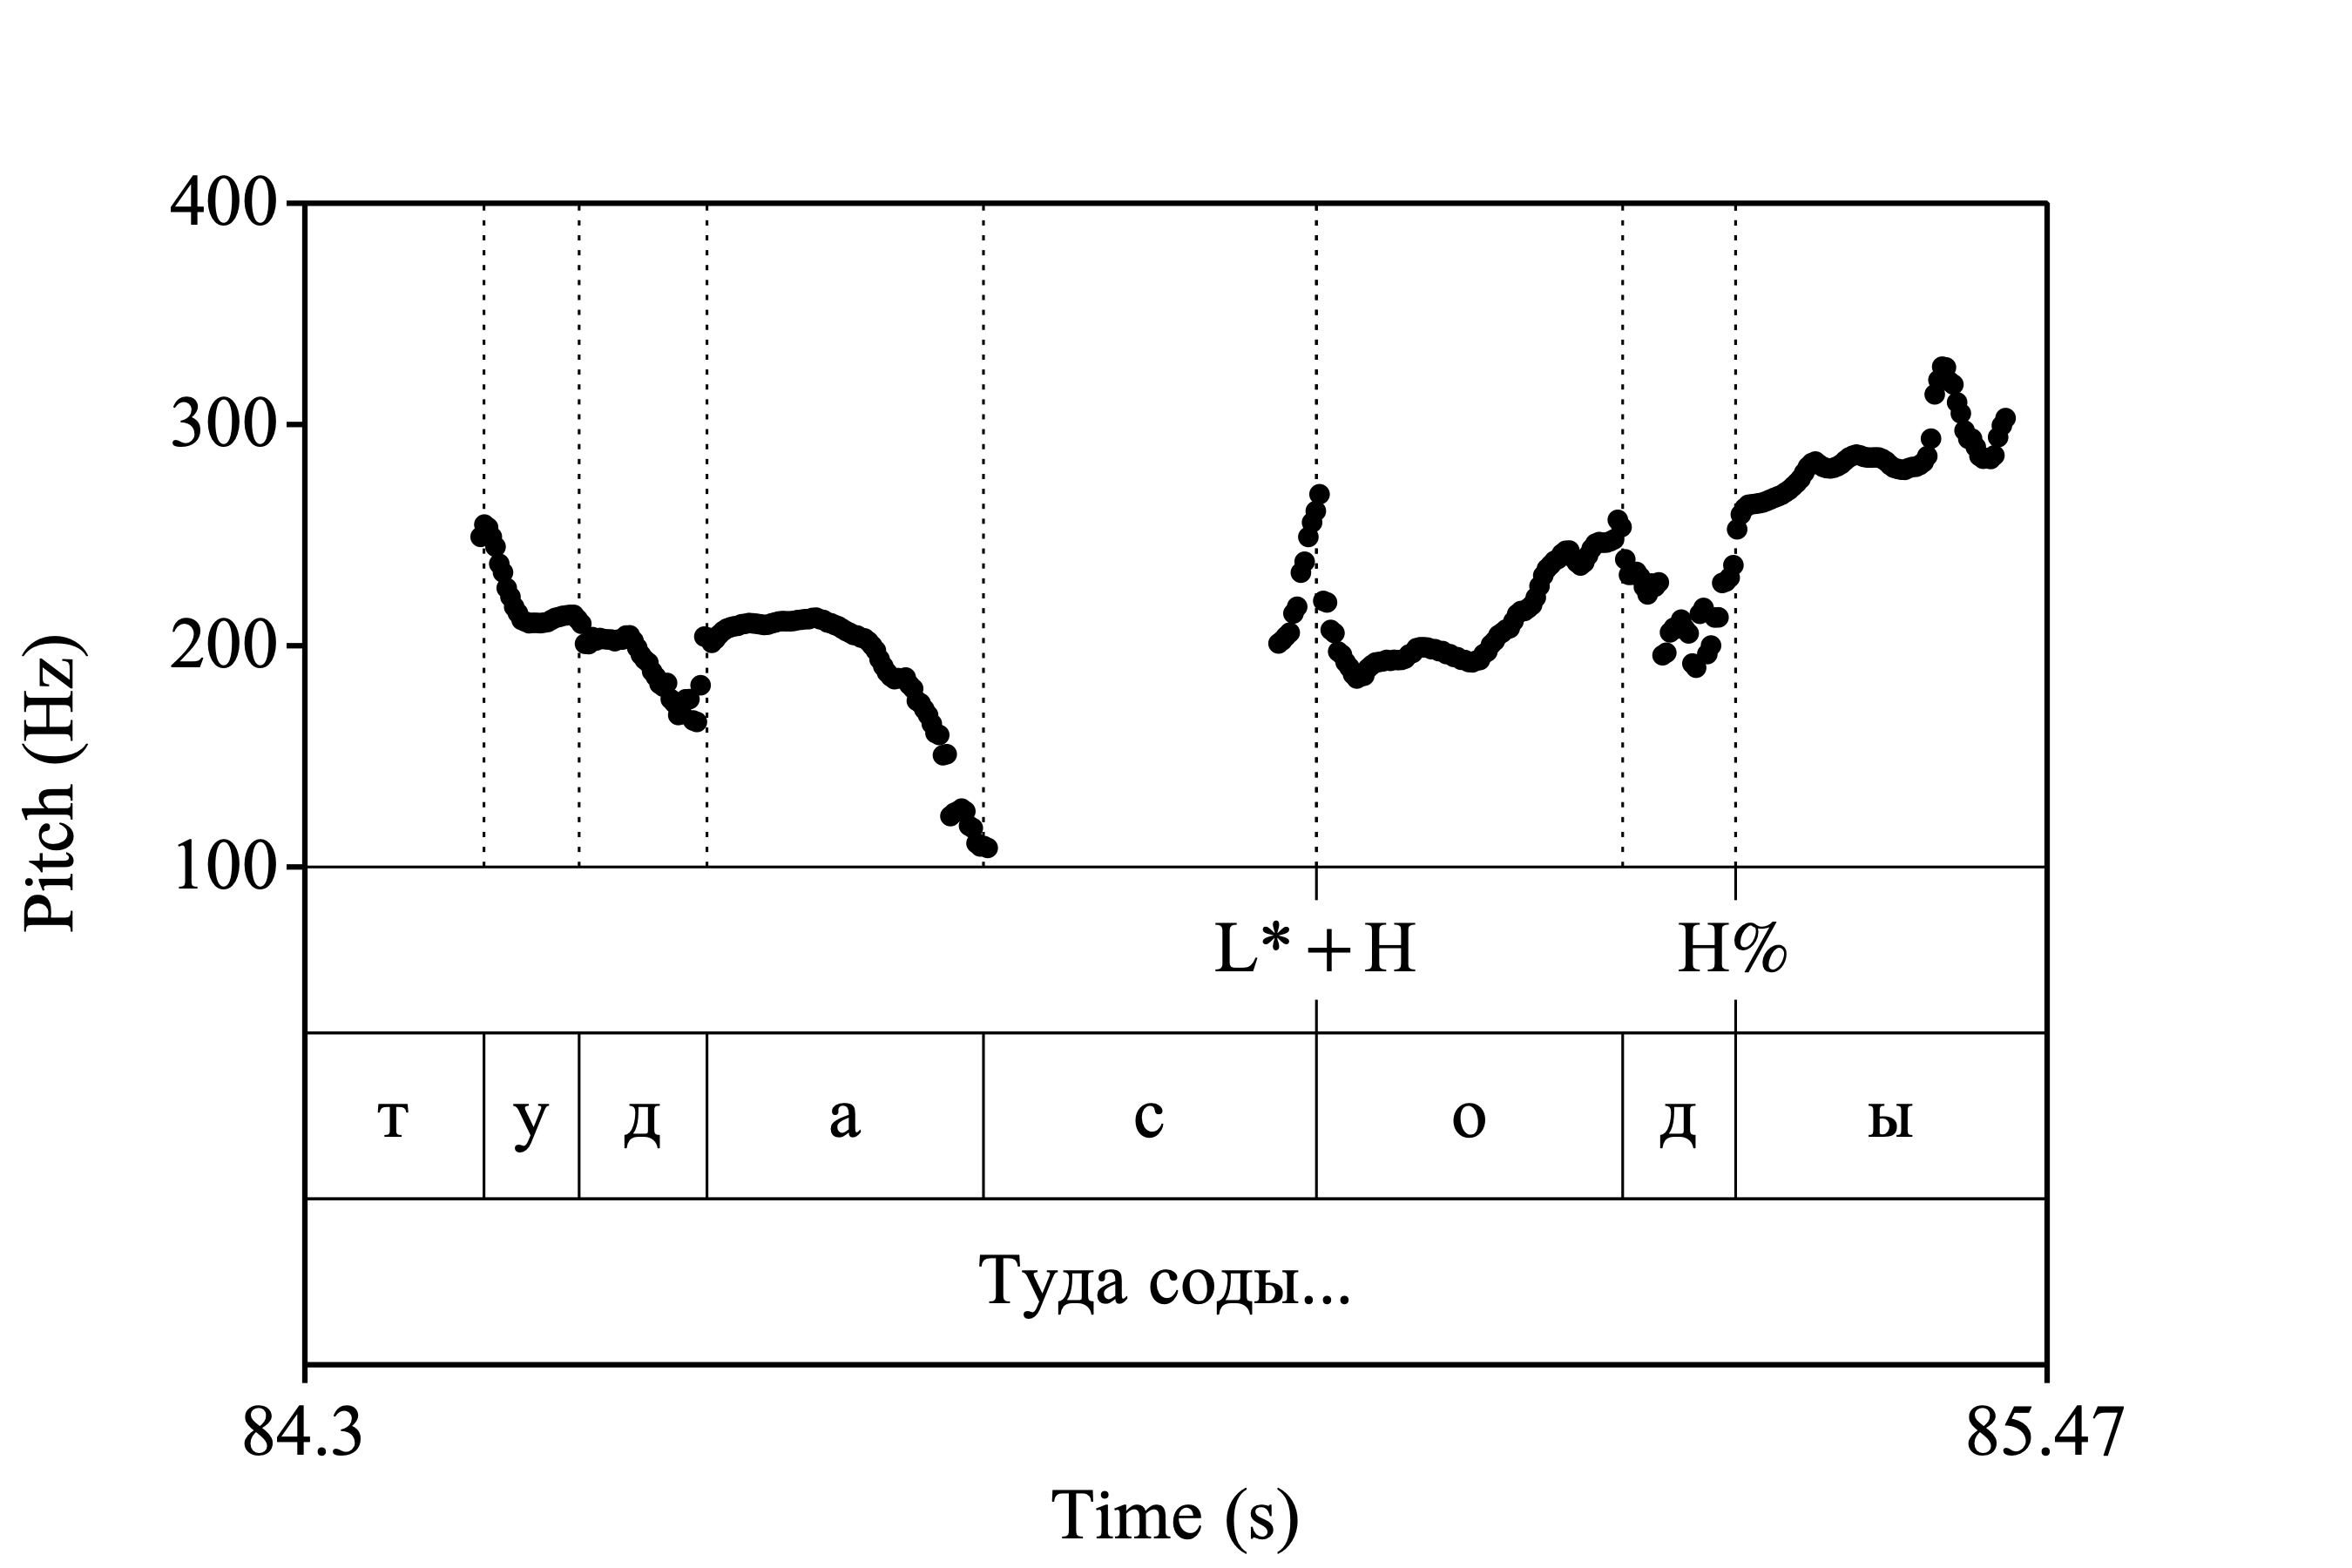 400
300
200
100
Pitch (Hz)
L*+H H%
т у д а с о д ы
Туда соды...
84.3 85.47
Time (s)